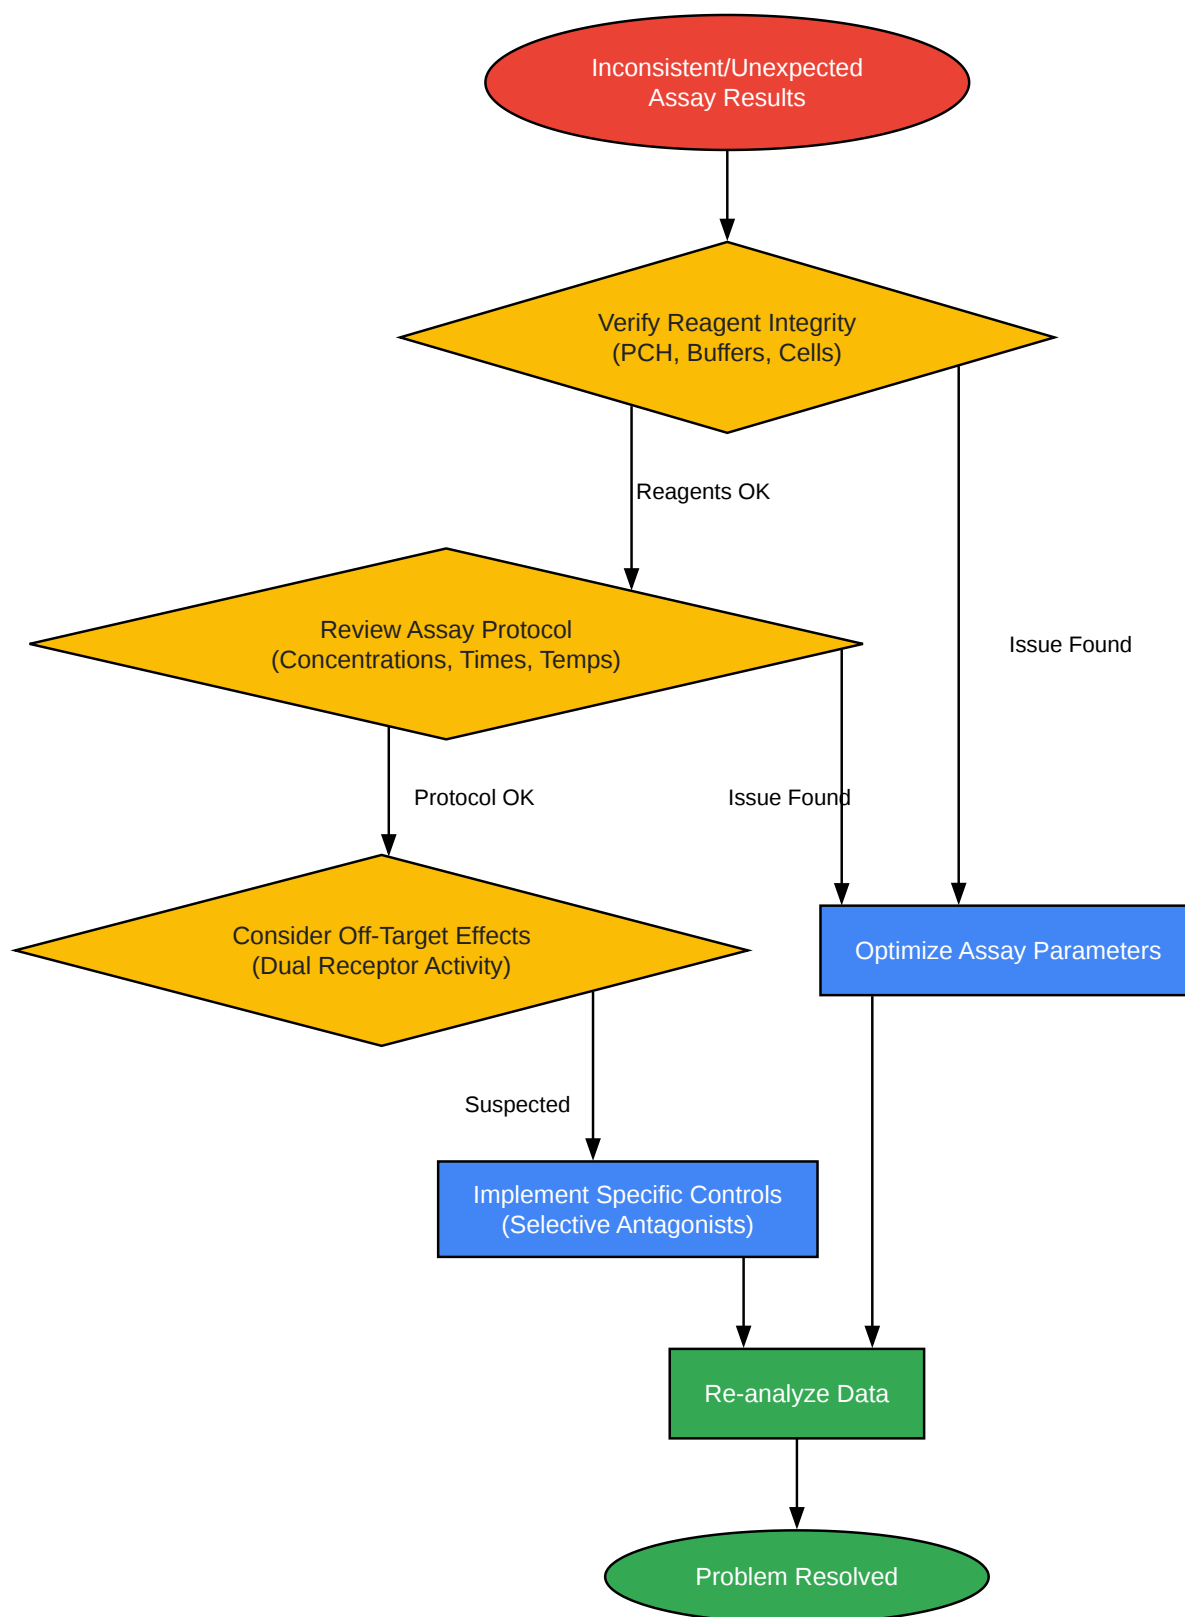 Inconsistent/Unexpected
Assay Results
Verify Reagent Integrity
(PCH, Buffers, Cells)
Reagents OK
Review Assay Protocol
(Concentrations, Times, Temps)
Issue Found
Protocol OK
Issue Found
Consider Off-Target Effects
(Dual Receptor Activity)
Optimize Assay Parameters
Suspected
Implement Specific Controls
(Selective Antagonists)
Re-analyze Data
Problem Resolved